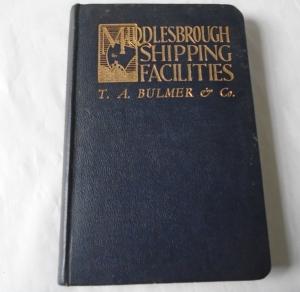 MIDDLESBROUGH
SHIPPING
FACILITIES
T. A. BULMER & Co.